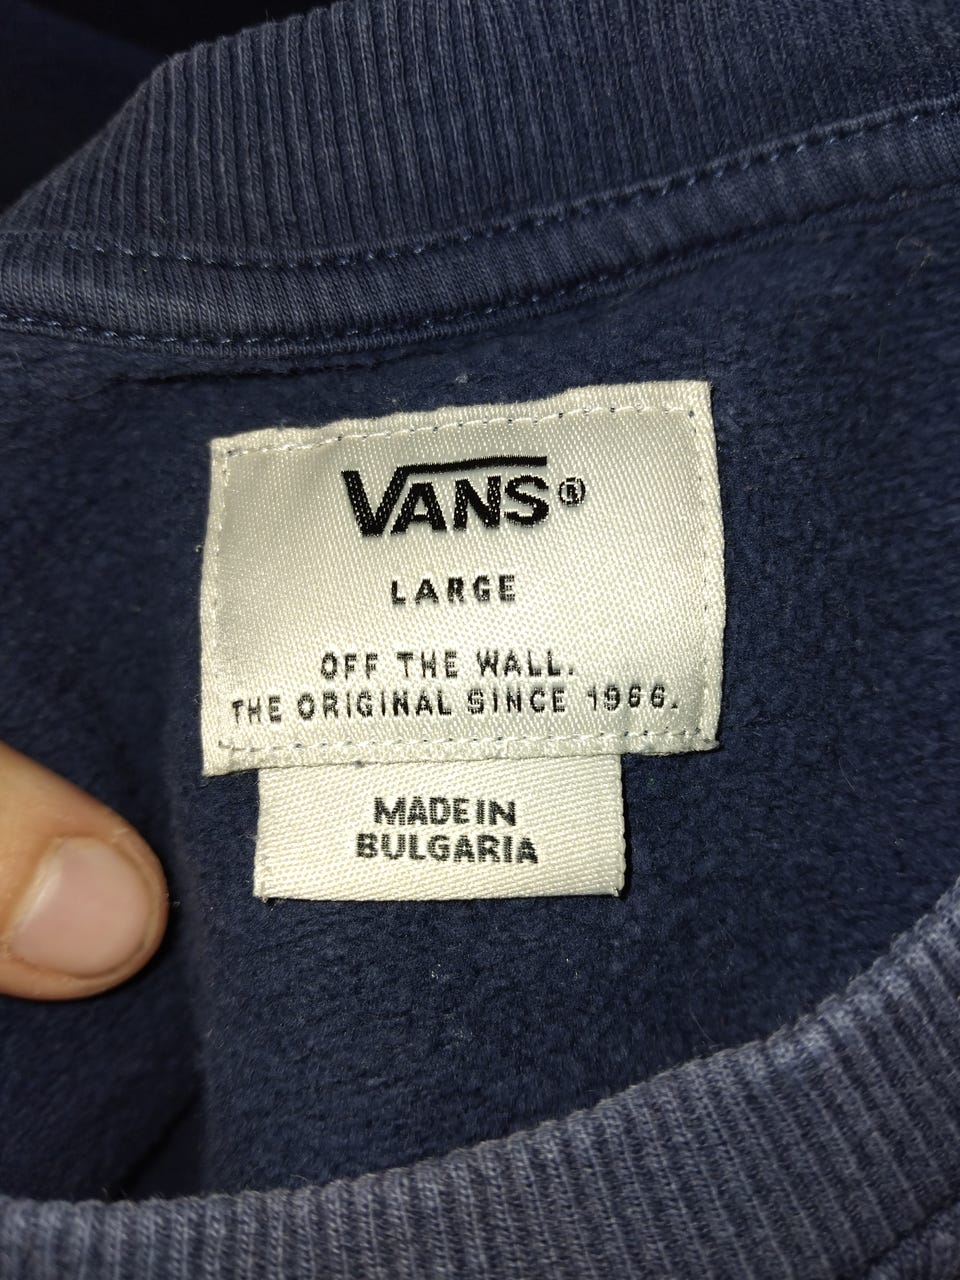 VANS®
LARGE
OFF THE WALL.
THE ORIGINAL SINCE 1966.
MADE IN
BULGARIA